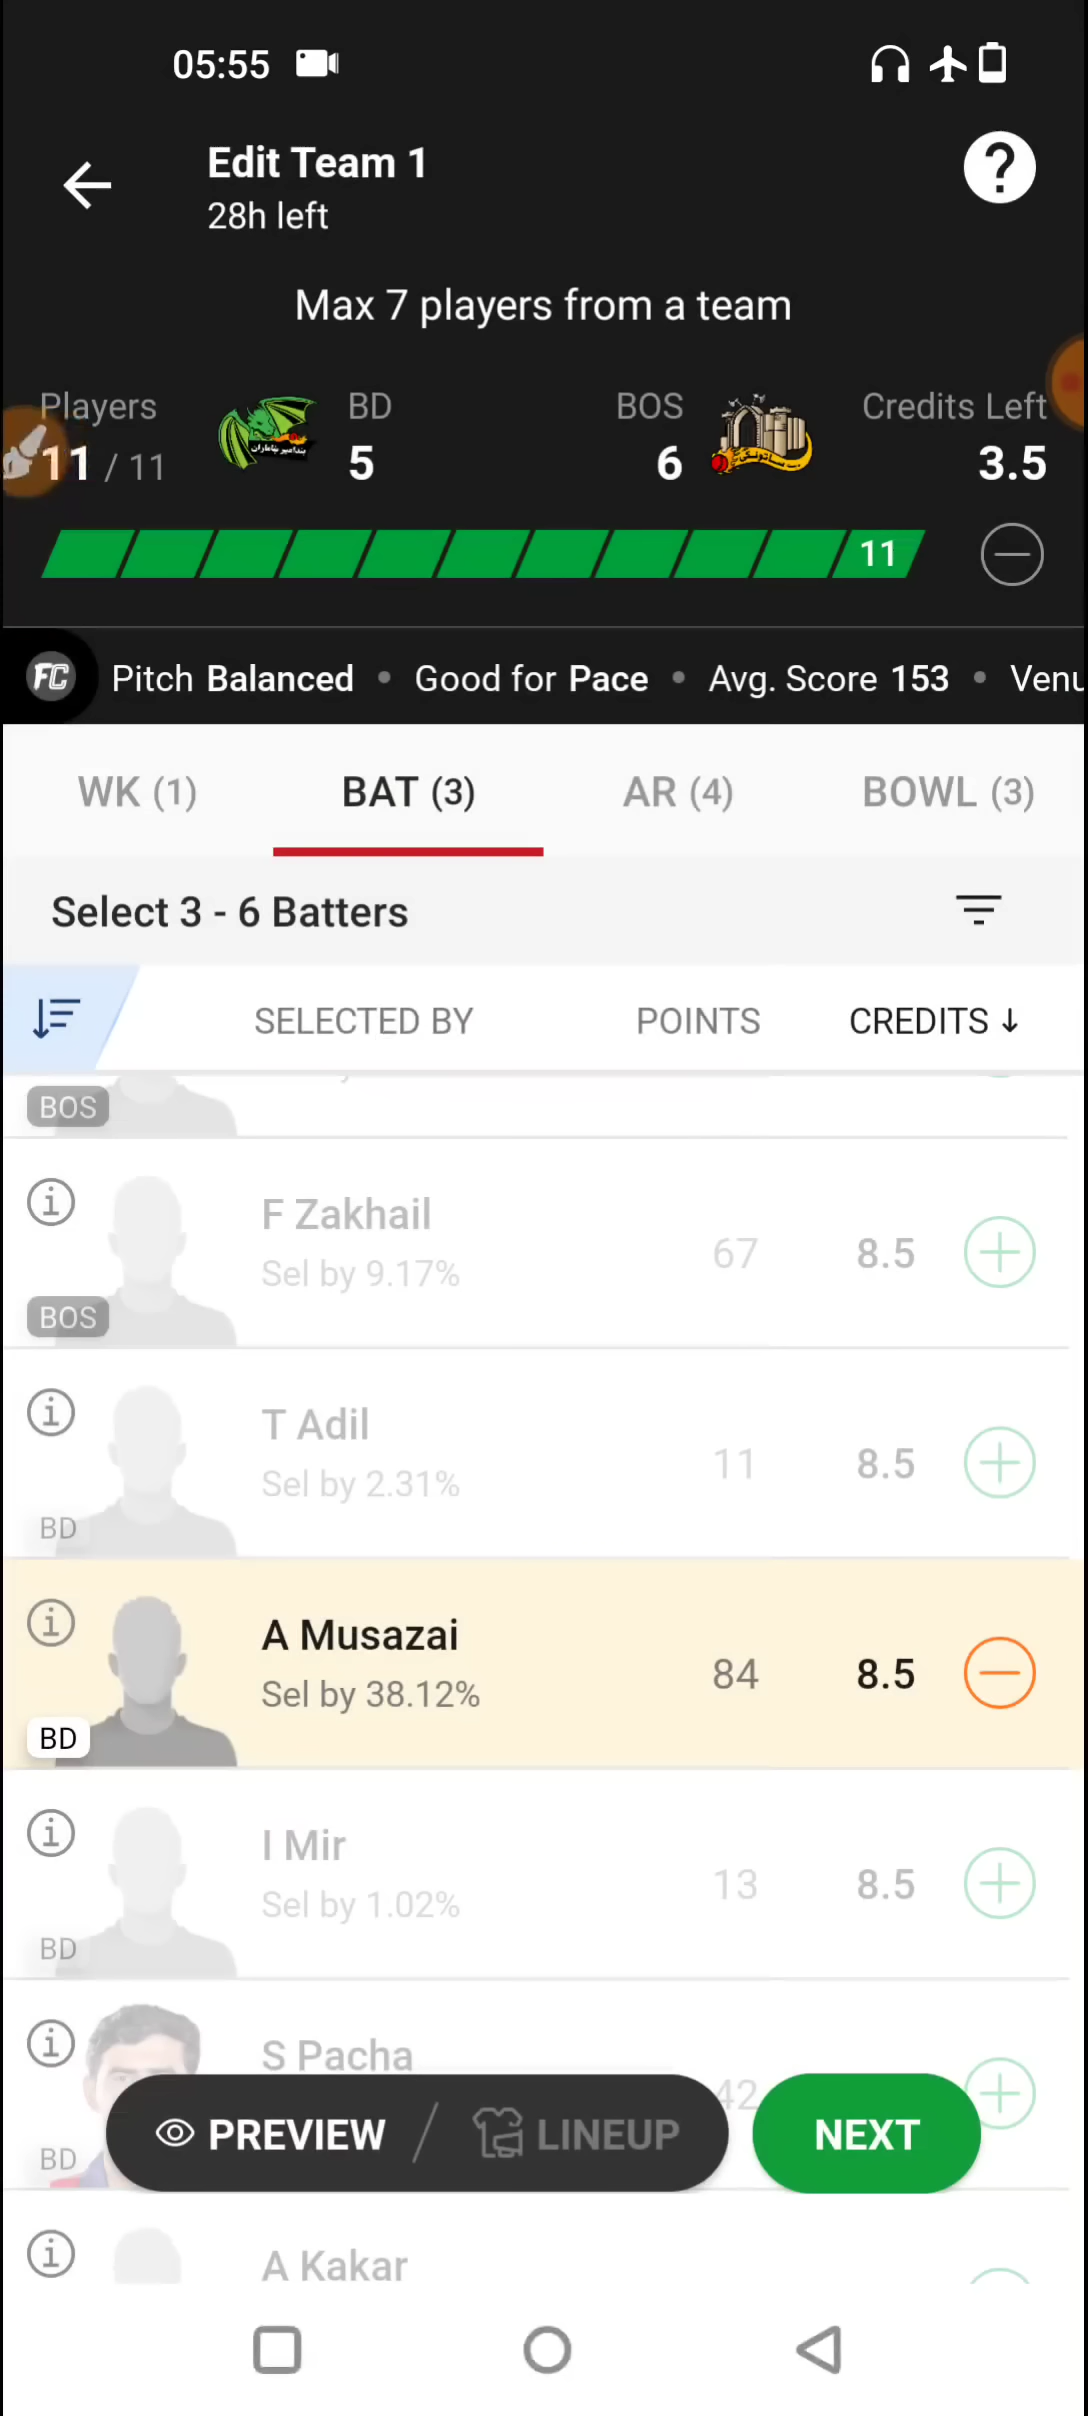 05:55
Edit Team 1
28h left
Max 7 players from a team
Players
BD
BOS
Credits Left
11 / 11
5
6
3.5
11
FC Pitch Balanced • Good for Pace • Avg. Score 153 • Venu
WK (1) BAT (3) AR (4) BOWL (3)
Select 3 - 6 Batters
SELECTED BY POINTS CREDITS ↓
BOS
F Zakhail
Sel by 9.17%
67 8.5
BOS
T Adil
Sel by 2.31%
11 8.5
BD
A Musazai
Sel by 38.12%
84 8.5
BD
I Mir
Sel by 1.02%
13 8.5
BD
S Pacha
42
BD
PREVIEW / LINEUP NEXT
A Kakar